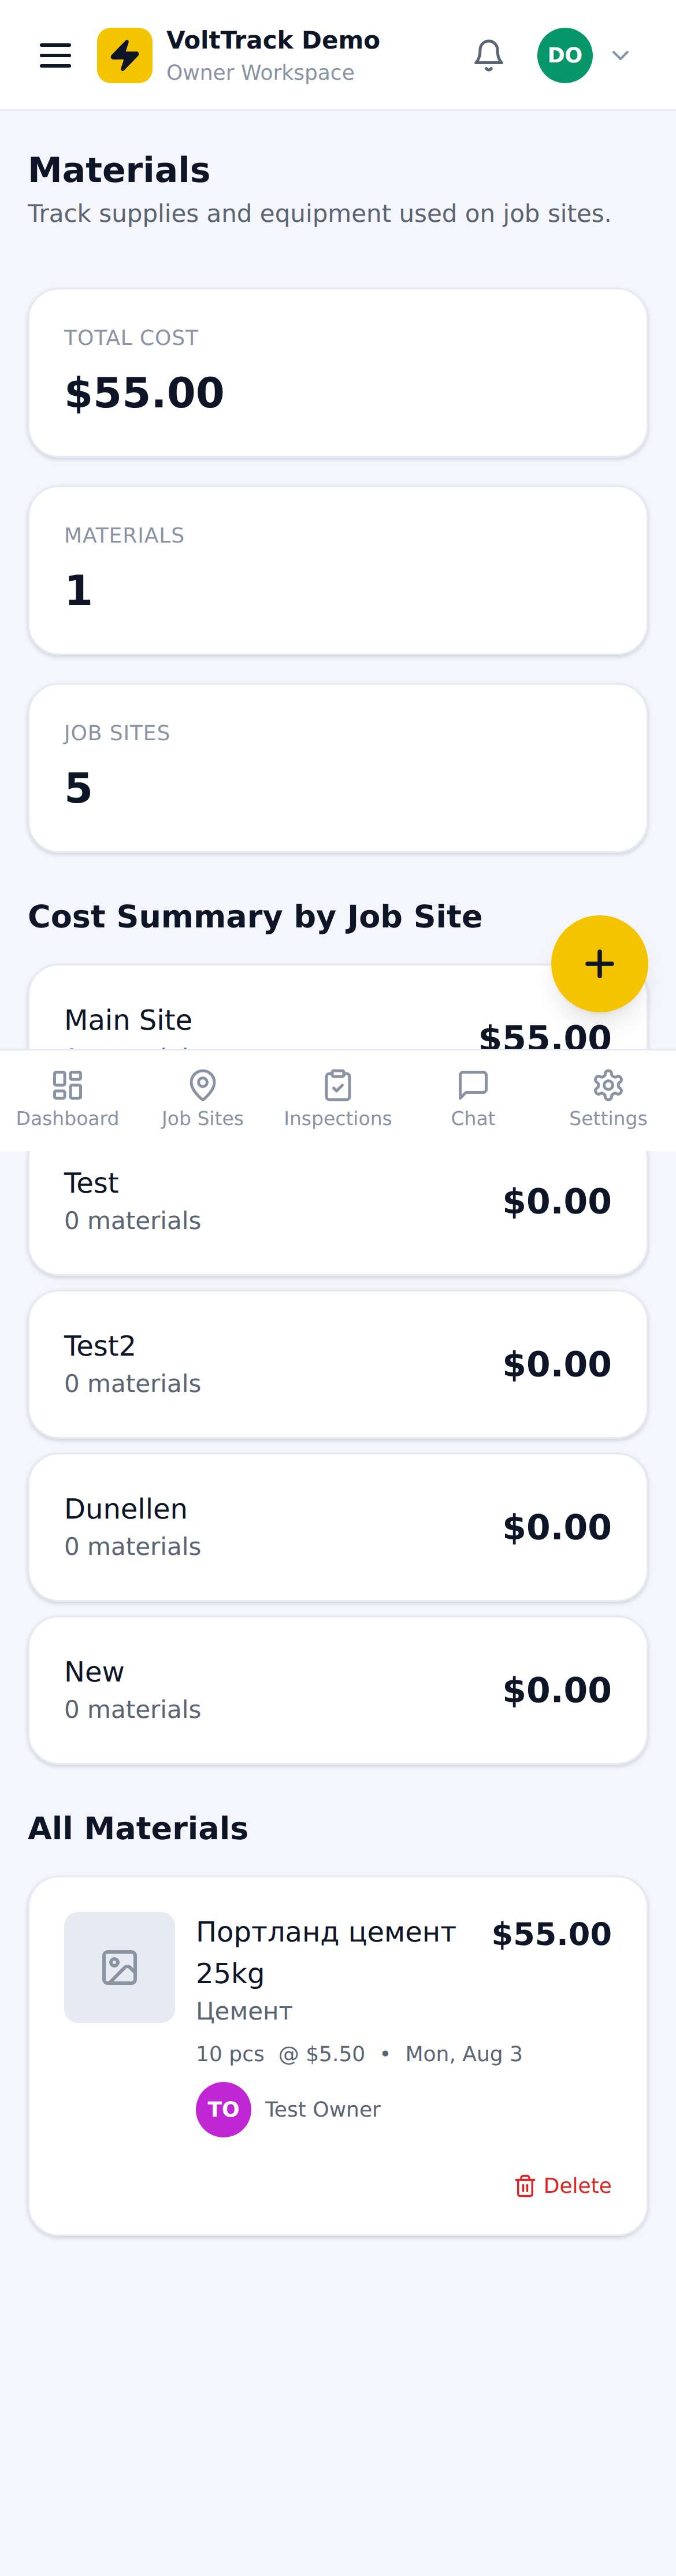 VoltTrack Demo
Owner Workspace
DO
Materials
Track supplies and equipment used on job sites.
TOTAL COST
$55.00
MATERIALS
1
JOB SITES
5
Cost Summary by Job Site
Main Site
$55.00
Dashboard
Job Sites
Inspections
Chat
Settings
Test
$0.00
0 materials
Test2
$0.00
0 materials
Dunellen
$0.00
0 materials
New
$0.00
0 materials
All Materials
Портланд цемент $55.00
25kg
Цемент
10 pcs @ $5.50 • Mon, Aug 3
TO Test Owner
Delete